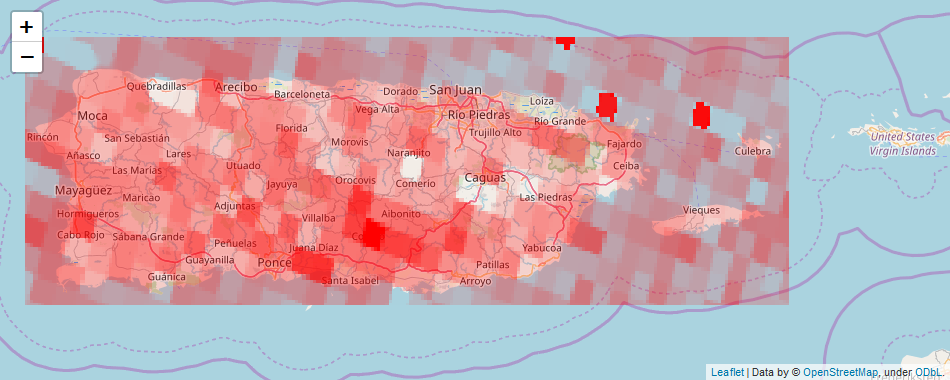 +
−
Quebradillas
Arecibo
Barceloneta
Dorado
San Juan
Loíza
Moca
Vega Alta
Río Piedras
Río Grande
Rincón
San Sebastián
Florida
Morovis
Trujillo Alto
Fajardo
United States
Virgin Islands
Añasco
Lares
Naranjito
Culebra
Las Marías
Utuado
Ceiba
Mayagüez
Maricao
Jayuya
Orocovis
Comerío
Caguas
Las Piedras
Hormigueros
Adjuntas
Villalba
Aibonito
Vieques
Cabo Rojo
Sabana Grande
Peñuelas
Juana Díaz
Co
Yabucoa
Guayanilla
Ponce
Patillas
Guánica
Santa Isabel
Arroyo
Leaflet | Data by © OpenStreetMap, under ODbL.